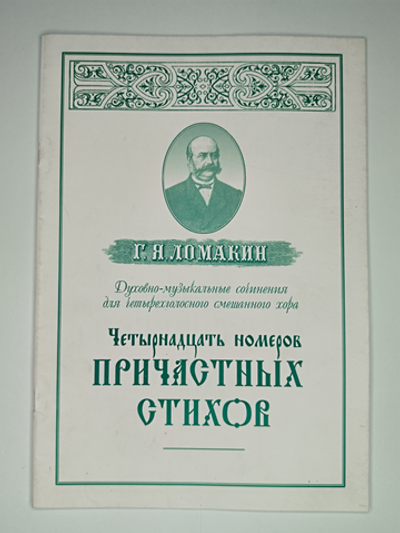 Г. Я. ЛОМАКИН
Духовно-музыкальные сочинения
для четырехголосного смешанного хора
Четырнадцать номеров
ПРИЧАСТНЫХ
СТИХОВ